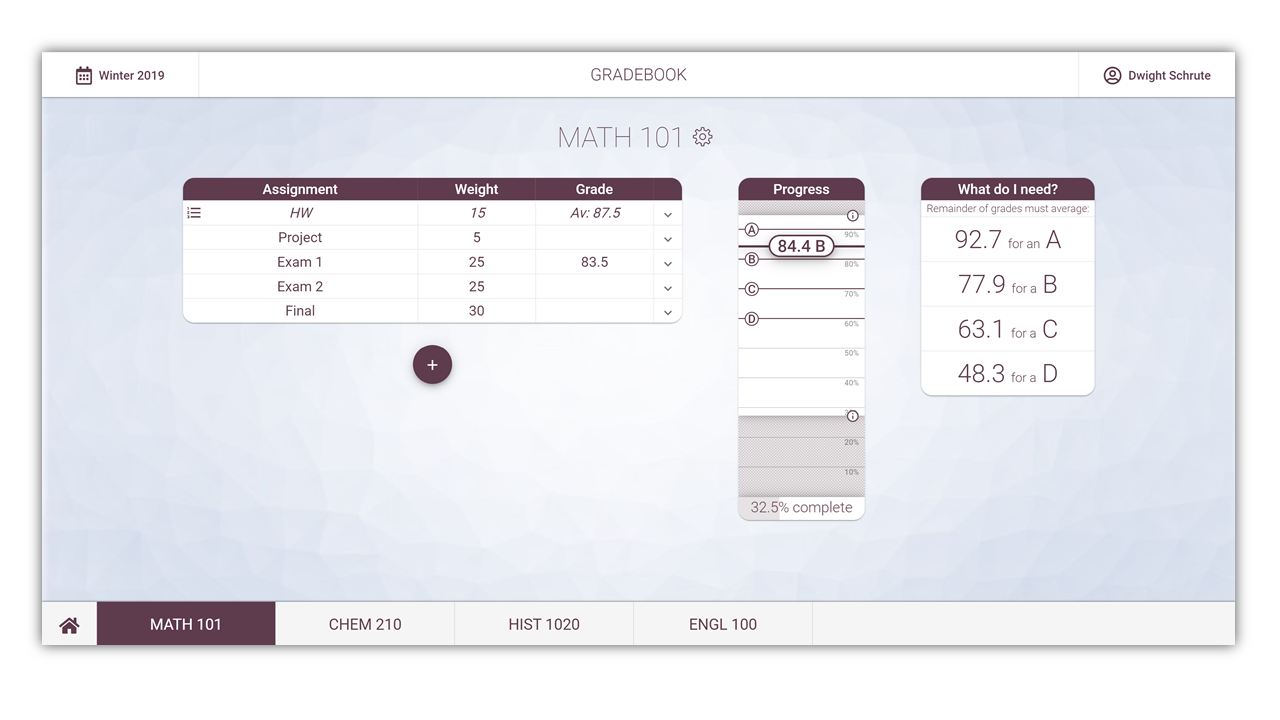 Winter 2019
GRADEBOOK
Dwight Schrute
MATH 101
Assignment Weight Grade
HW 15 Av: 87.5
Project 5
Exam 1 25 83.5
Exam 2 25
Final 30
+
Progress
A
90%
84.4 B
B
80%
C
70%
D
60%
50%
40%
20%
10%
32.5% complete
What do I need?
Remainder of grades must average:
92.7 for an A
77.9 for a B
63.1 for a C
48.3 for a D
MATH 101
CHEM 210
HIST 1020
ENGL 100